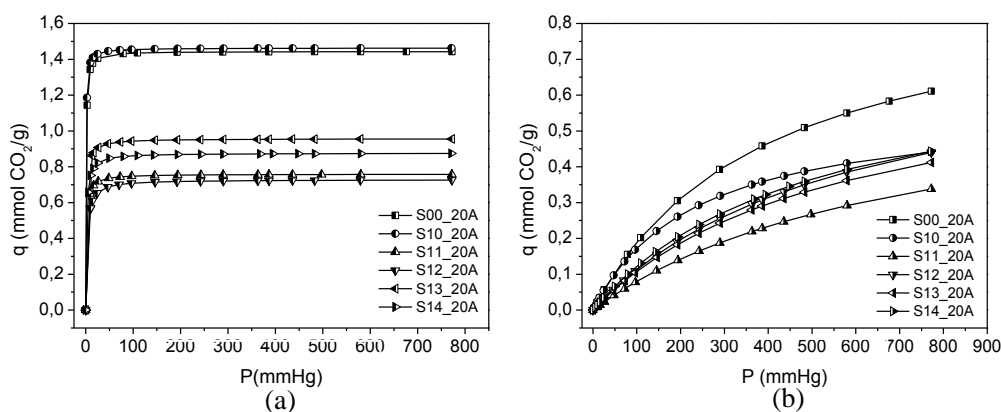 1,6
1,4
1,2
1,0
0,8
0,6
0,4
0,2
0,0
q (mmol CO2/g)
S00_20A
S10_20A
S11_20A
S12_20A
S13_20A
S14_20A
0 100 200 300 400 500 600 700 800
P(mmHg)
(a)
0,8
0,7
0,6
0,5
0,4
0,3
0,2
0,1
0,0
q (mmol CO2/g)
S00_20A
S10_20A
S11_20A
S12_20A
S13_20A
S14_20A
0 100 200 300 400 500 600 700 800 900
P (mmHg)
(b)